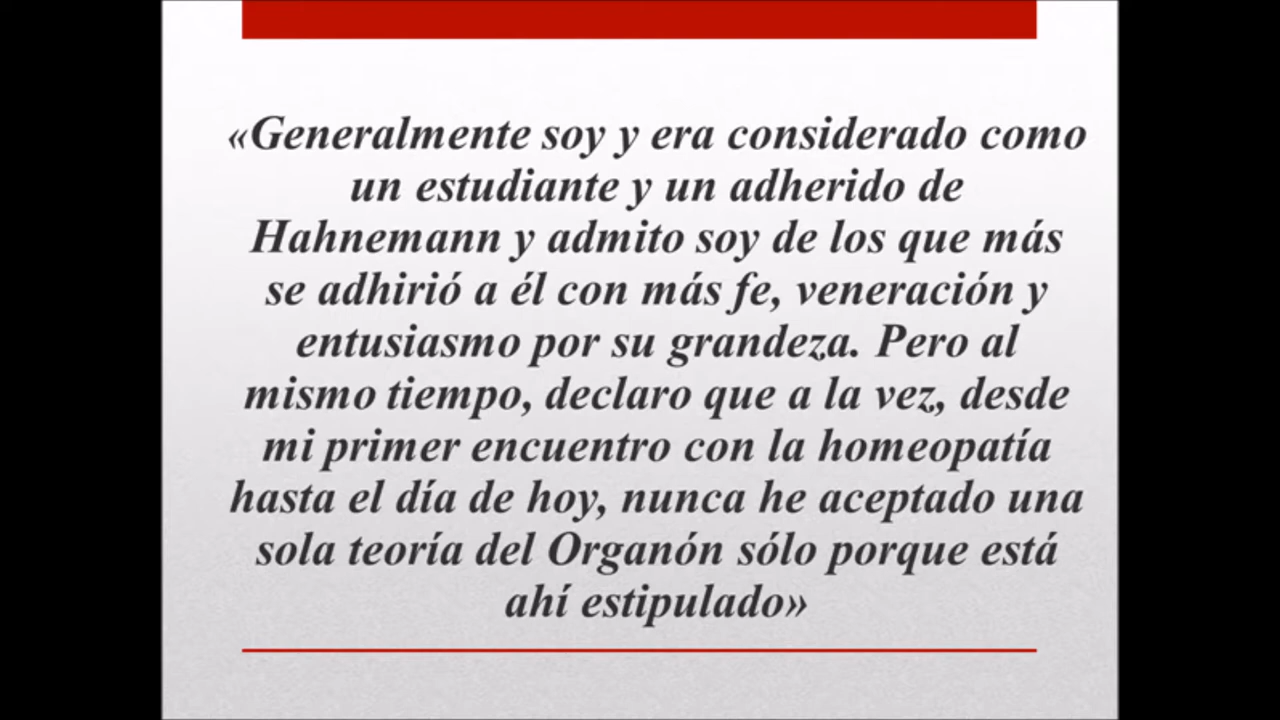 «Generalmente soy y era considerado como
un estudiante y un adherido de
Hahnemann y admito soy de los que más
se adhirió a él con más fe, veneración y
entusiasmo por su grandeza. Pero al
mismo tiempo, declaro que a la vez, desde
mi primer encuentro con la homeopatía
hasta el día de hoy, nunca he aceptado una
sola teoría del Organón sólo porque está
ahí estipulado»